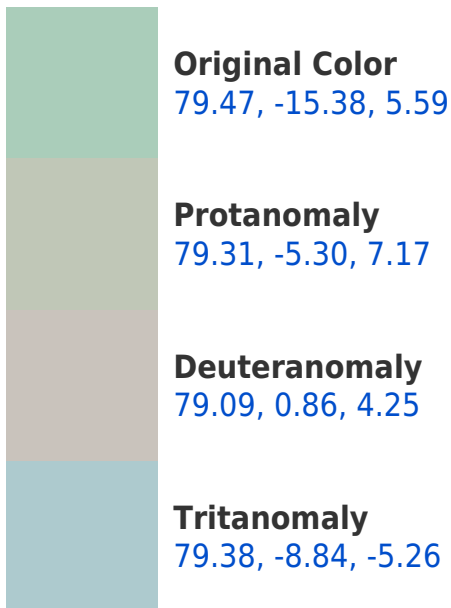 Original Color
79.47, -15.38, 5.59
Protanomaly
79.31, -5.30, 7.17
Deuteranomaly
79.09, 0.86, 4.25
Tritanomaly
79.38, -8.84, -5.26